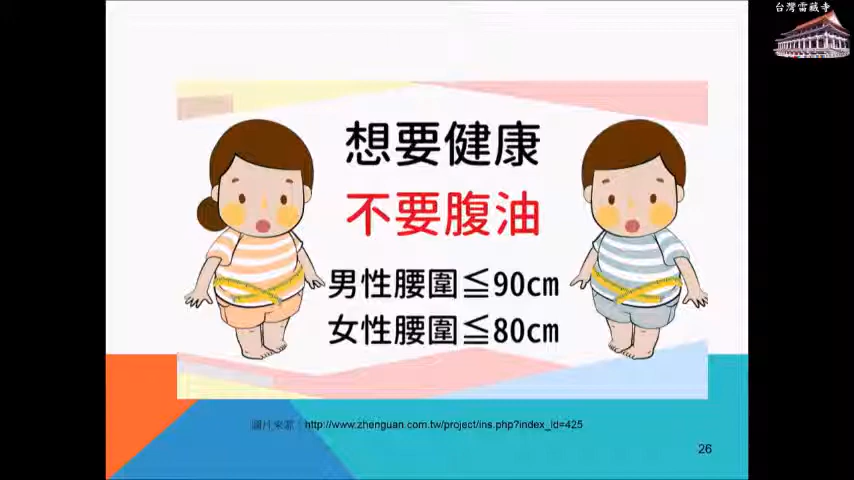 台灣雷藏寺
想要健康
不要腹油
男性腰圍≦90cm
女性腰圍≦80cm
圖片來源：http://www.zhenguan.com.tw/project/ins.php?index_id=425
26